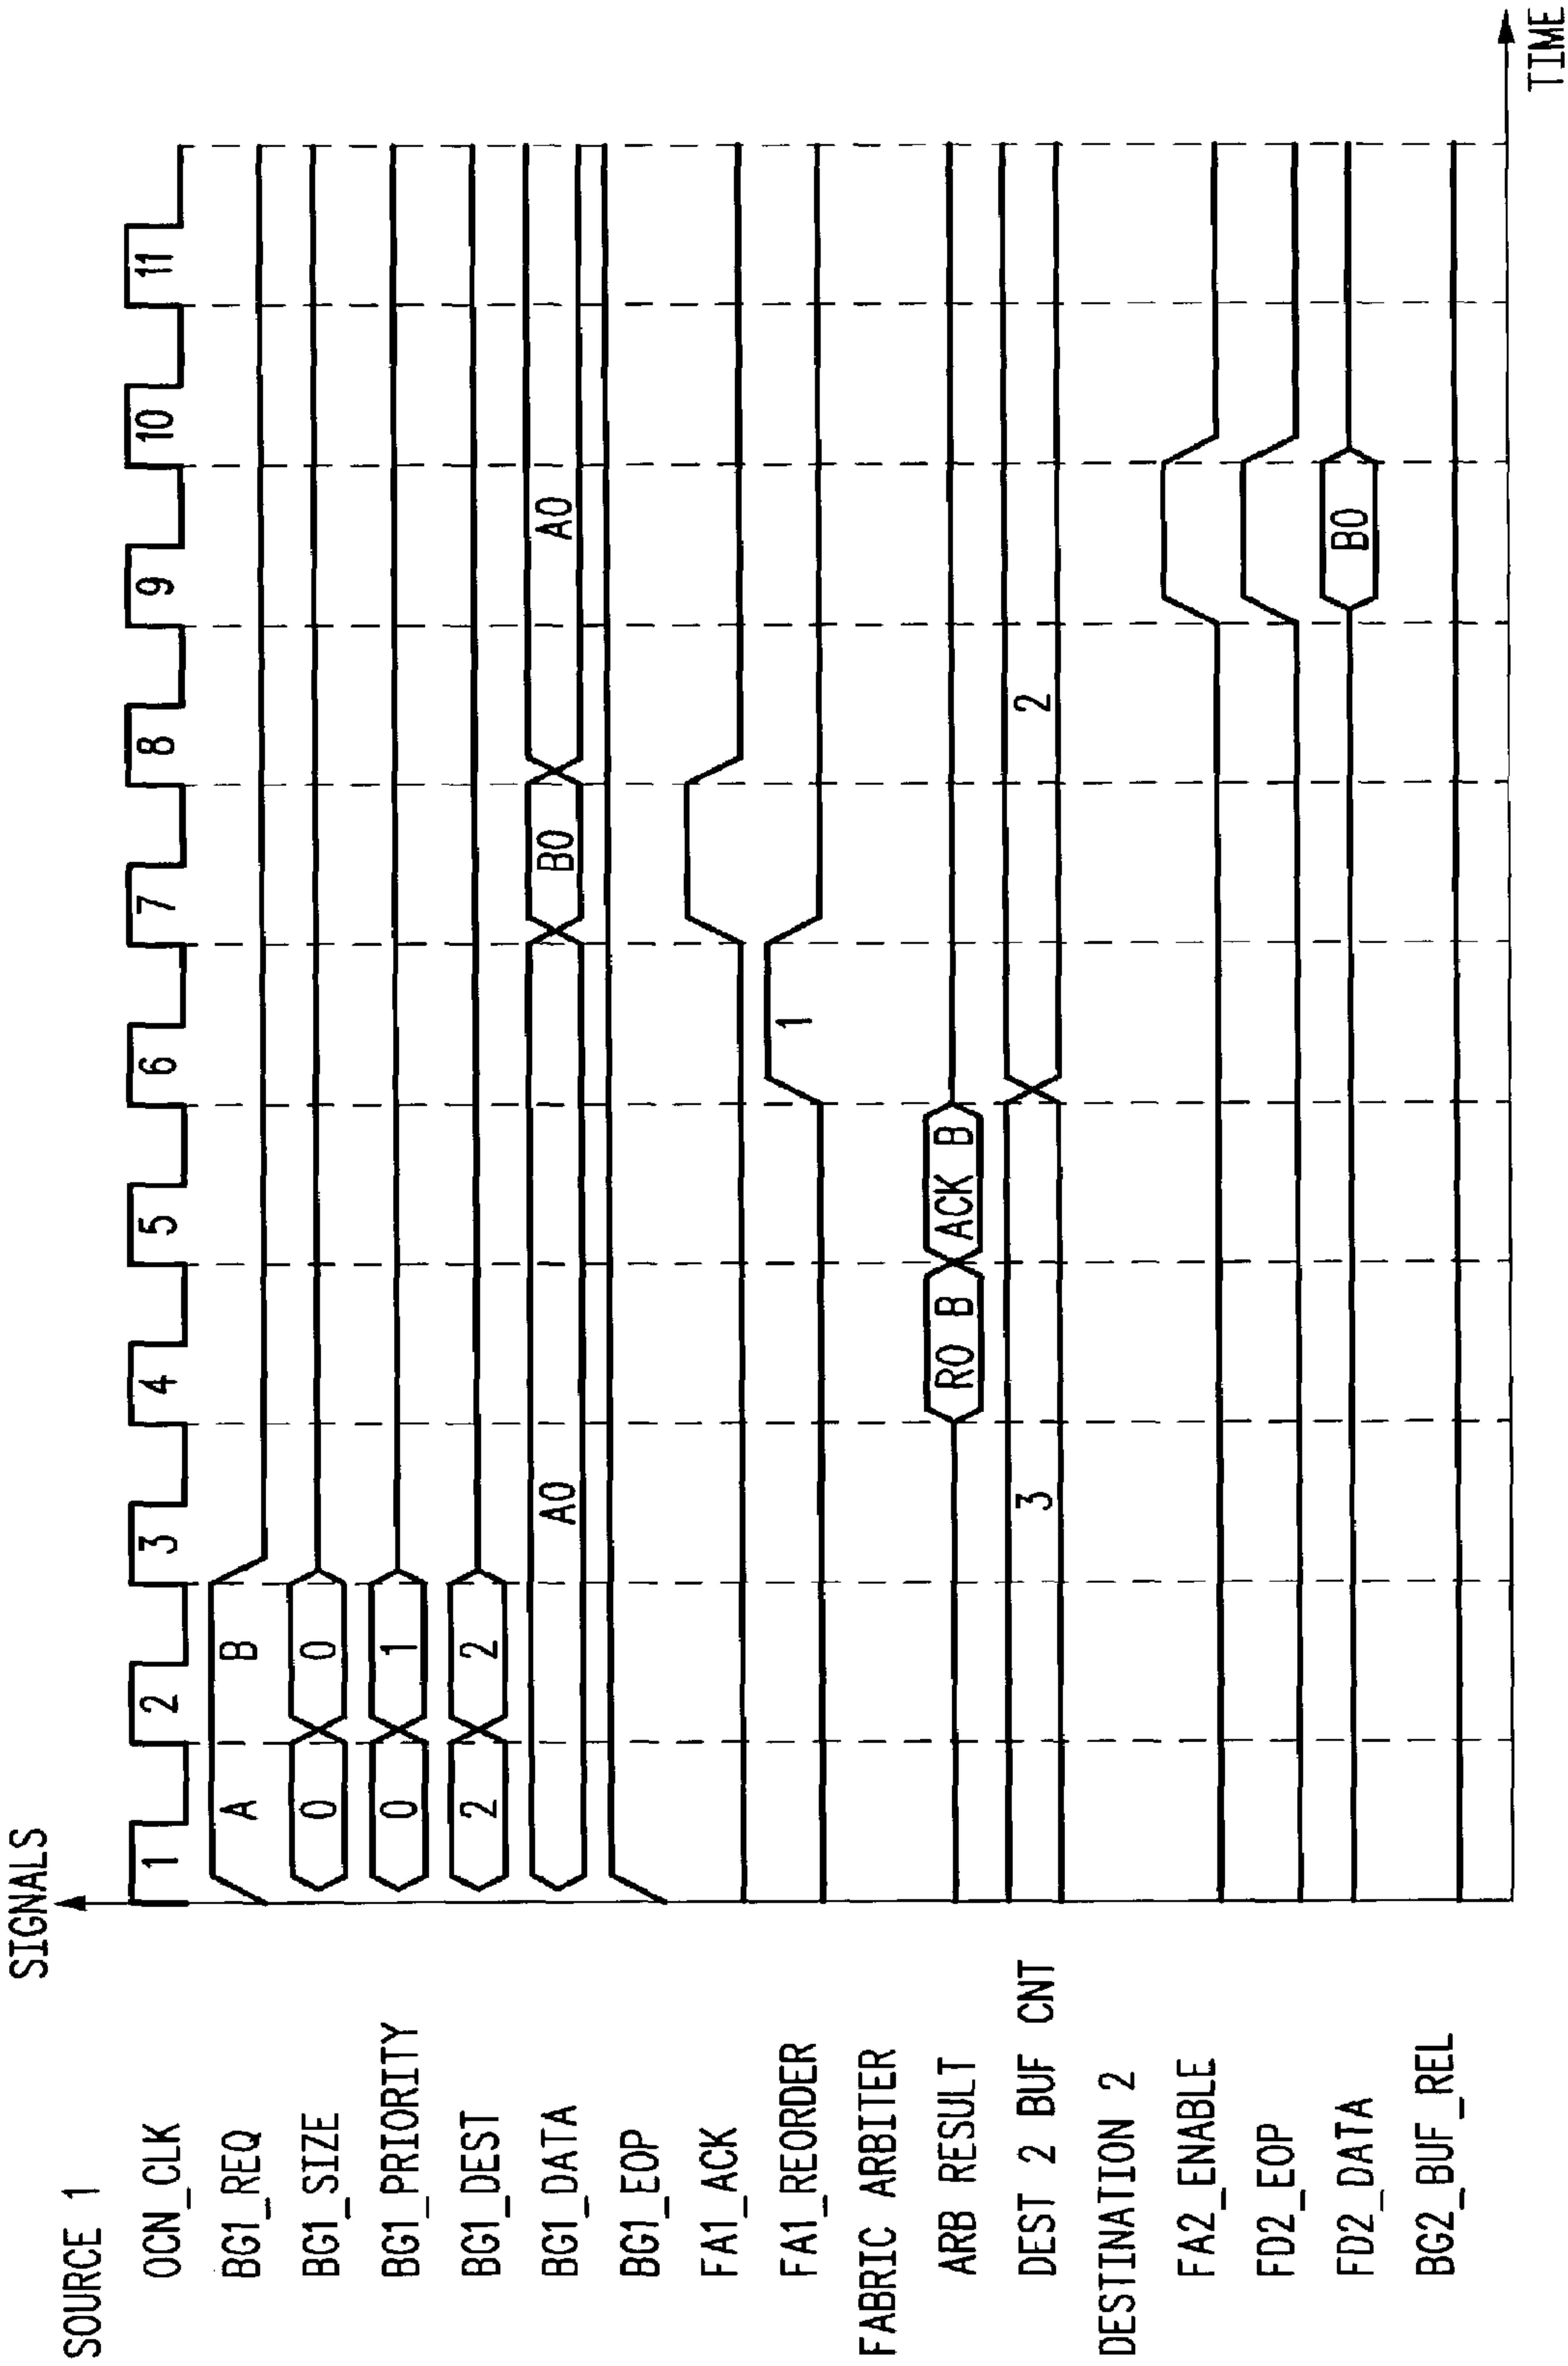 SIGNALS
SOURCE 1
OCN_CLK 1 2 3 4 5 6 7 8 9 10 11
BG1_REQ A B
BG1_SIZE 0 0
BG1_PRIORITY 0 1
BG1_DEST 2 2
BG1_DATA A0 B0 A0
BG1_EOP
FA1_ACK
FA1_REORDER 1
FABRIC ARBITER
ARB RESULT RO B ACK B
DEST 2 BUF CNT 3 2
DESTINATION 2
FA2_ENABLE
FD2_EOP
FD2_DATA B0
BG2_BUF_REL
TIME